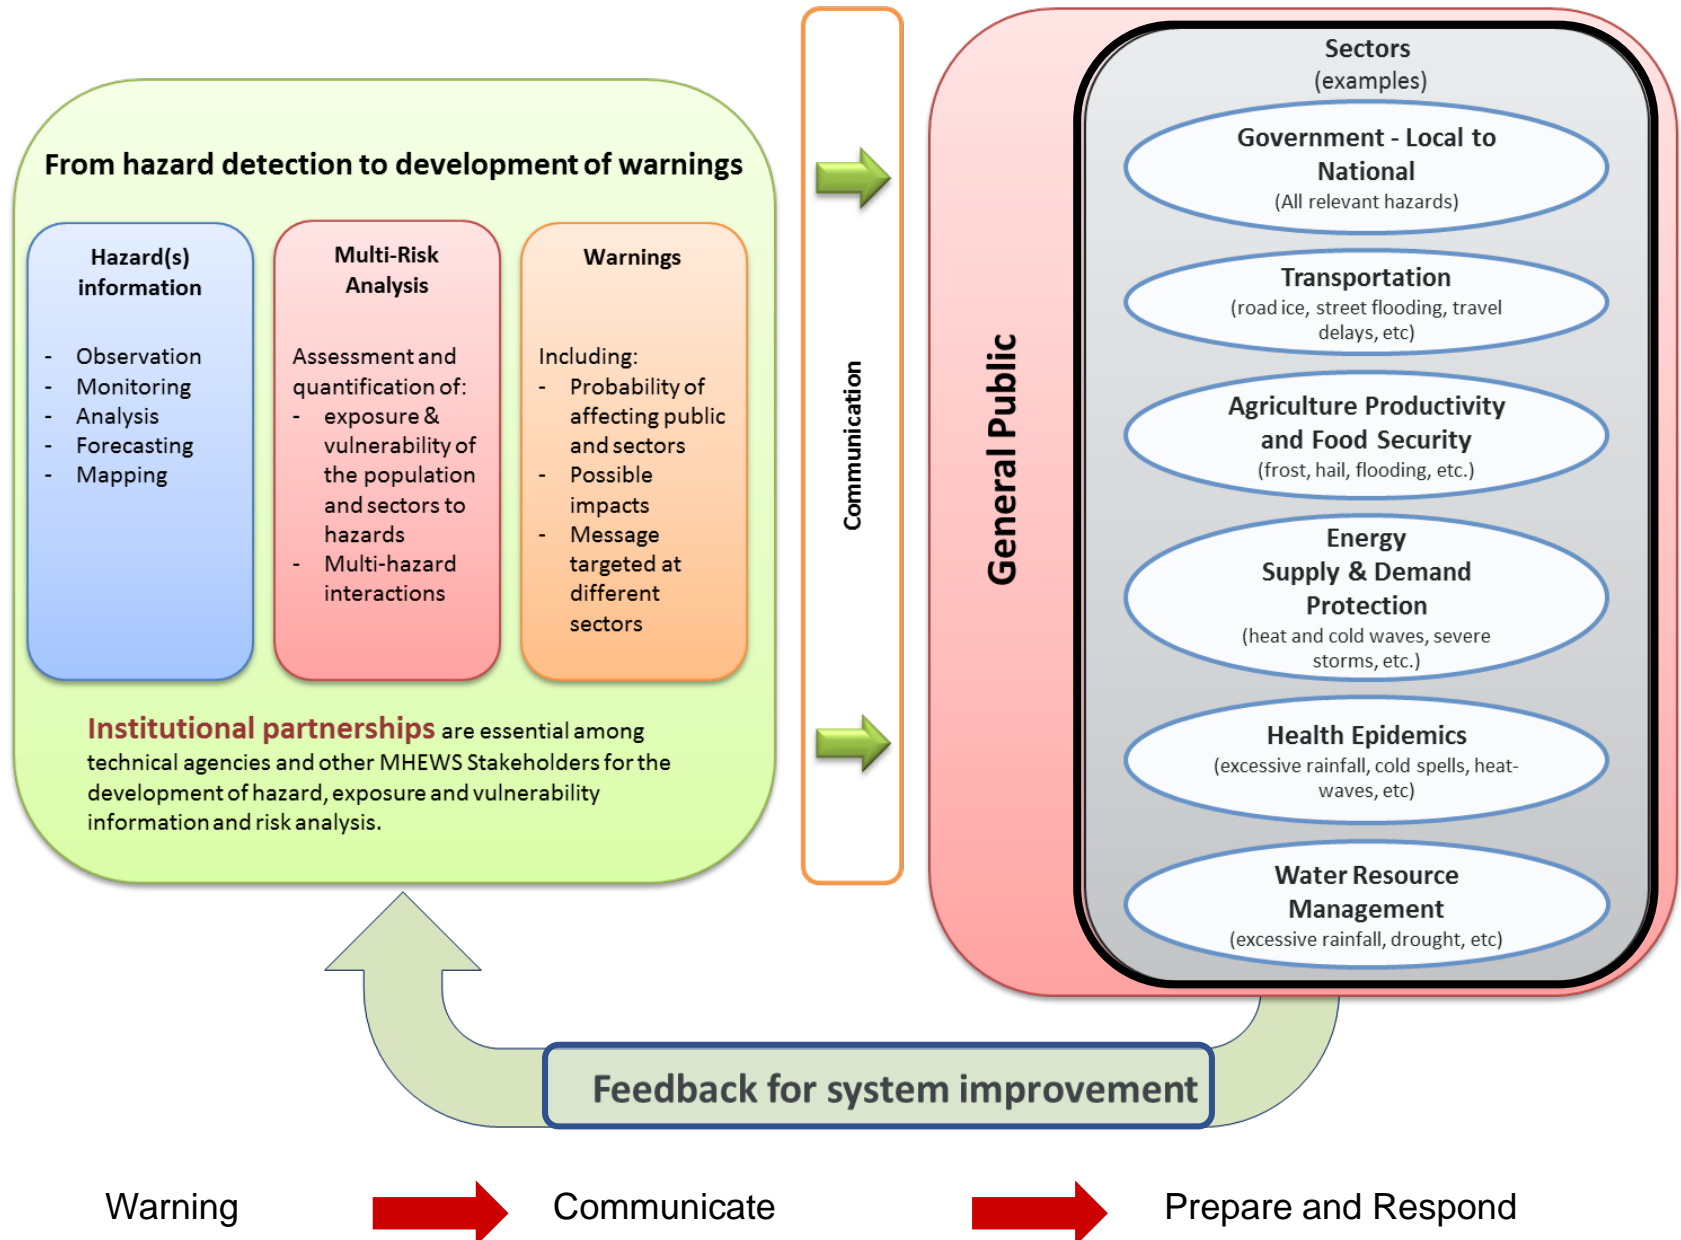 From hazard detection to development of warnings
Hazard(s)
information
- Observation
- Monitoring
- Analysis
- Forecasting
- Mapping
Multi-Risk
Analysis
Assessment and
quantification of:
- exposure &
vulnerability of
the population
and sectors to
hazards
- Multi-hazard
interactions
Warnings
Including:
- Probability of
affecting public
and sectors
- Possible
impacts
- Message
targeted at
different
sectors
Institutional partnerships are essential among
technical agencies and other MHEWS Stakeholders for the
development of hazard, exposure and vulnerability
information and risk analysis.
Communication
General Public
Sectors
(examples)
Government - Local to
National
(All relevant hazards)
Transportation
(road ice, street flooding, travel
delays, etc)
Agriculture Productivity
and Food Security
(frost, hail, flooding, etc.)
Energy
Supply & Demand
Protection
(heat and cold waves, severe
storms, etc.)
Health Epidemics
(excessive rainfall, cold spells, heat-
waves, etc)
Water Resource
Management
(excessive rainfall, drought, etc)
Feedback for system improvement
Warning
Communicate
Prepare and Respond